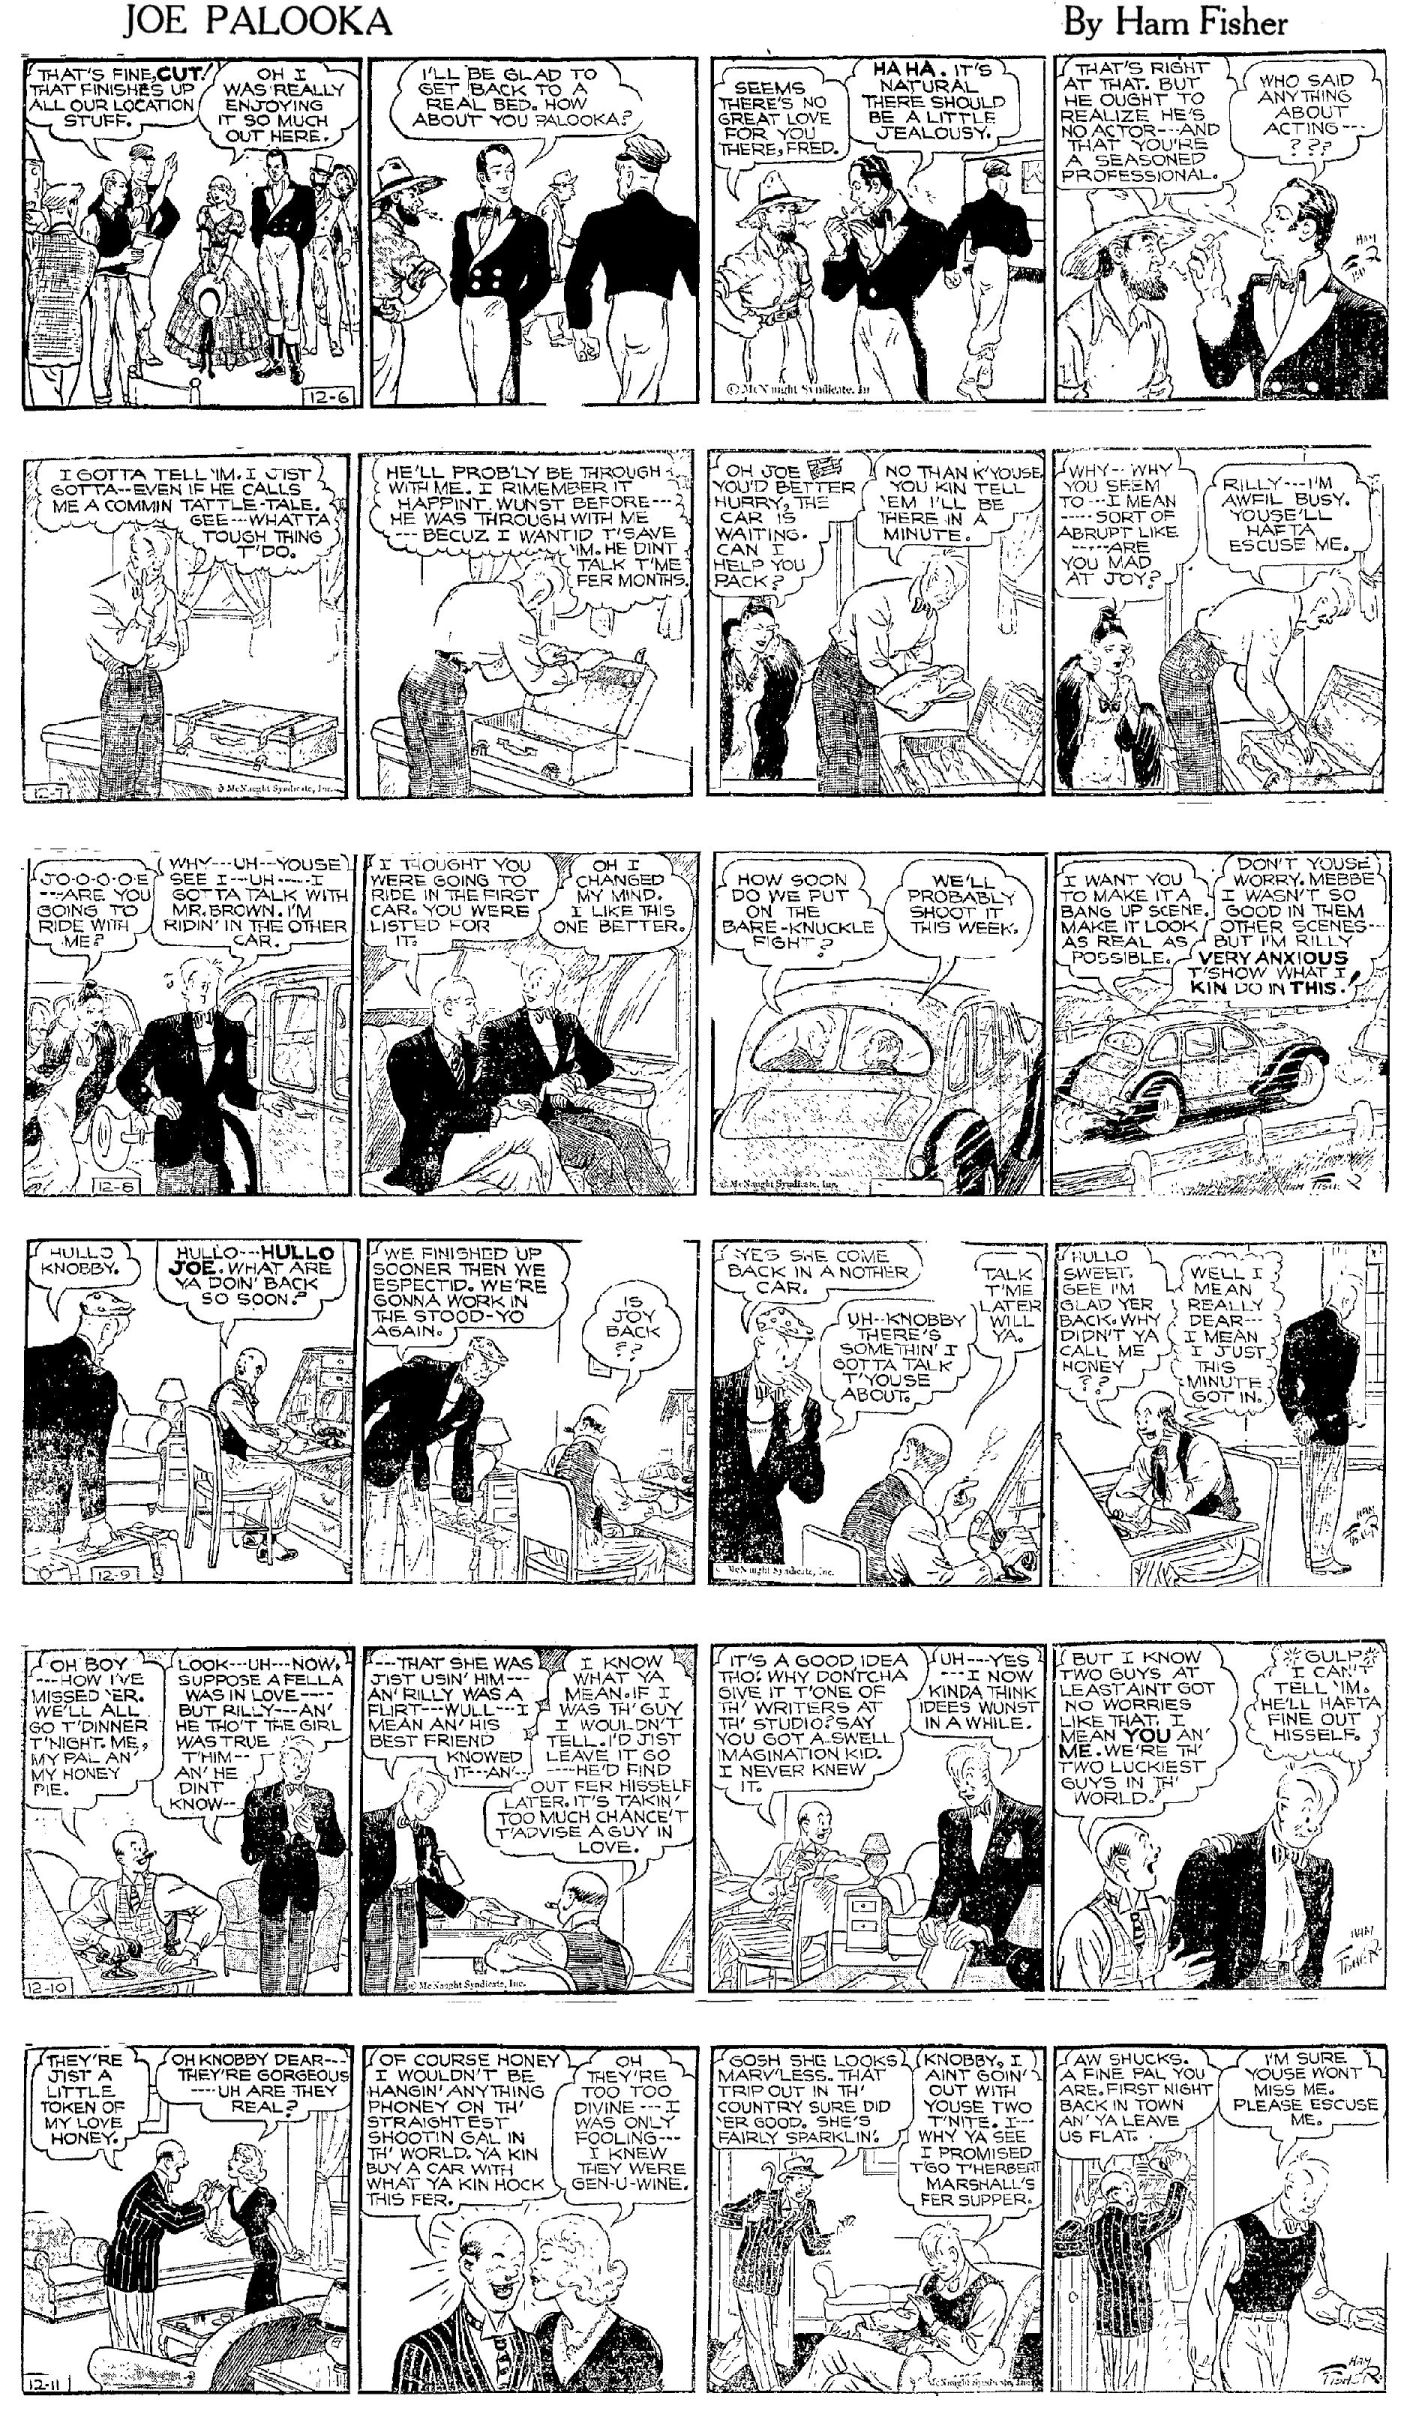 JOE PALOOKA
By Ham Fisher
THAT'S FINE, CUT!
THAT FINISHES UP
ALL OUR LOCATION
STUFF.
OH I
WAS REALLY
ENJOYING
IT SO MUCH
OUT HERE.
12-6
I'LL BE GLAD TO
GET BACK TO A
REAL BED. HOW
ABOUT YOU PALOOKA?
SEEMS
THERE'S NO
GREAT LOVE
FOR YOU
THERE, FRED.
HA HA. IT'S
NATURAL
THERE SHOULD
BE A LITTLE
JEALOUSY.
© McNaught Syndicate, In
THAT'S RIGHT
AT THAT. BUT
HE OUGHT TO
REALIZE HE'S
NO ACTOR---AND
THAT YOU'RE
A SEASONED
PROFESSIONAL.
WHO SAID
ANYTHING
ABOUT
ACTING---
???
HAM
I GOTTA TELL 'IM. I JIST
GOTTA--EVEN IF HE CALLS
ME A COMMIN TATTLE-TALE.
GEE---WHATTA
TOUGH THING
T'DO.
12-7
© McNaught Syndicate, Inc.
HE'LL PROB'LY BE THROUGH
WITH ME. I RIMEMBER IT
HAPPINT WUNST BEFORE---
HE WAS THROUGH WITH ME
---BECUZ I WANTID T'SAVE
'IM. HE DINT
TALK T'ME
FER MONTHS.
OH JOE
YOU'D BETTER
HURRY, THE
CAR IS
WAITING.
CAN I
HELP YOU
PACK?
NO THANK'YOUSE
YOU KIN TELL
'EM I'LL BE
THERE IN A
MINUTE.
WHY--WHY
YOU SEEM
TO---I MEAN
----SORT OF
ABRUPT LIKE
-----ARE
YOU MAD
AT JOY?
RILLY---I'M
AWFIL BUSY.
YOUSE'LL
HAFTA
ESCUSE ME.
JO-O-O-O-E
---ARE YOU
GOING TO
RIDE WITH
ME?
WHY---UH--YOUSE
SEE I--UH----I
GOTTA TALK WITH
MR. BROWN. I'M
RIDIN' IN THE OTHER
CAR.
12-8
I THOUGHT YOU
WERE GOING TO
RIDE IN THE FIRST
CAR. YOU WERE
LISTED FOR
IT.
OH I
CHANGED
MY MIND.
I LIKE THIS
ONE BETTER.
HOW SOON
DO WE PUT
ON THE
BARE-KNUCKLE
FIGHT?
WE'LL
PROBABLY
SHOOT IT
THIS WEEK.
McNaught Syndicate, Inc.
I WANT YOU
TO MAKE IT A
BANG UP SCENE.
MAKE IT LOOK
AS REAL AS
POSSIBLE.
DON'T YOUSE
WORRY. MEBBE
I WASN'T SO
GOOD IN THEM
OTHER SCENES--
BUT I'M RILLY
VERY ANXIOUS
T'SHOW WHAT I
KIN DO IN THIS!
HAM FISHER
HULLO
KNOBBY.
HULLO---HULLO
JOE. WHAT ARE
YA DOIN' BACK
SO SOON?
12-9
WE FINISHED UP
SOONER THEN WE
ESPECTID. WE'RE
GONNA WORK IN
THE STOOD-YO
AGAIN.
IS
JOY
BACK
??
YES SHE COME
BACK IN A NOTHER
CAR.
UH--KNOBBY
THERE'S
SOMETHIN' I
GOTTA TALK
T'YOUSE
ABOUT.
TALK
T'ME
LATER
WILL
YA.
McNaught Syndicate, Inc.
HULLO
SWEET.
GEE I'M
GLAD YER
BACK. WHY
DIDN'T YA
CALL ME
HONEY
??
WELL I
MEAN
REALLY
DEAR---
I MEAN
I JUST
THIS
MINUTE
GOT IN.
HAM
FISHER
OH BOY
---HOW I'VE
MISSED 'ER.
WE'LL ALL
GO T'DINNER
T'NIGHT. ME,
MY PAL AN'
MY HONEY
PIE.
LOOK---UH---NOW,
SUPPOSE A FELLA
WAS IN LOVE----
BUT RILLY---AN'
HE THO'T THE GIRL
WAS TRUE
T'HIM--
AN' HE
DINT
KNOW--
12-10
---THAT SHE WAS
JIST USIN' HIM---
AN' RILLY WAS A
FLIRT---WULL---I
MEAN AN' HIS
BEST FRIEND
KNOWED
IT---AN'--
I KNOW
WHAT YA
MEAN. IF I
WAS TH' GUY
I WOULDN'T
TELL. I'D JIST
LEAVE IT GO
----HE'D FIND
OUT FER HISSELF
LATER. IT'S TAKIN'
TOO MUCH CHANCE'T
T'ADVISE A GUY IN
LOVE.
© McNaught Syndicate, Inc.
IT'S A GOOD IDEA
THO'. WHY DONTCHA
GIVE IT T'ONE OF
TH' WRITERS AT
TH' STUDIO? SAY
YOU GOT A SWELL
IMAGINATION KID.
I NEVER KNEW
IT.
UH---YES
---I NOW
KINDA THINK
IDEES WUNST
IN A WHILE.
BUT I KNOW
TWO GUYS AT
LEAST AINT GOT
NO WORRIES
LIKE THAT. I
MEAN YOU AN'
ME. WE'RE TH'
TWO LUCKIEST
GUYS IN TH'
WORLD.
*GULP*
I CAN'T
TELL 'IM.
HE'LL HAFTA
FINE OUT
HISSELF.
HAM
FISHER
THEY'RE
JIST A
LITTLE
TOKEN OF
MY LOVE
HONEY.
OH KNOBBY DEAR---
THEY'RE GORGEOUS
----UH ARE THEY
REAL?
12-11
OF COURSE HONEY
I WOULDN'T BE
HANGIN' ANYTHING
PHONEY ON TH'
STRAIGHTEST
SHOOTIN GAL IN
TH' WORLD. YA KIN
BUY A CAR WITH
WHAT YA KIN HOCK
THIS FER.
OH
THEY'RE
TOO TOO
DIVINE---I
WAS ONLY
FOOLING---
I KNEW
THEY WERE
GEN-U-WINE.
GOSH SHE LOOKS
MARV'LESS. THAT
TRIP OUT IN TH'
COUNTRY SURE DID
'ER GOOD. SHE'S
FAIRLY SPARKLIN'.
KNOBBY, I
AINT GOIN'
OUT WITH
YOUSE TWO
T'NITE. I---
WHY YA SEE
I PROMISED
T'GO T'HERBERT
MARSHALL'S
FER SUPPER.
McNaught Syndicate, Inc.
AW SHUCKS.
A FINE PAL YOU
ARE. FIRST NIGHT
BACK IN TOWN
AN' YA LEAVE
US FLAT.
I'M SURE
YOUSE WONT
MISS ME.
PLEASE ESCUSE
ME.
HAM
FISHER